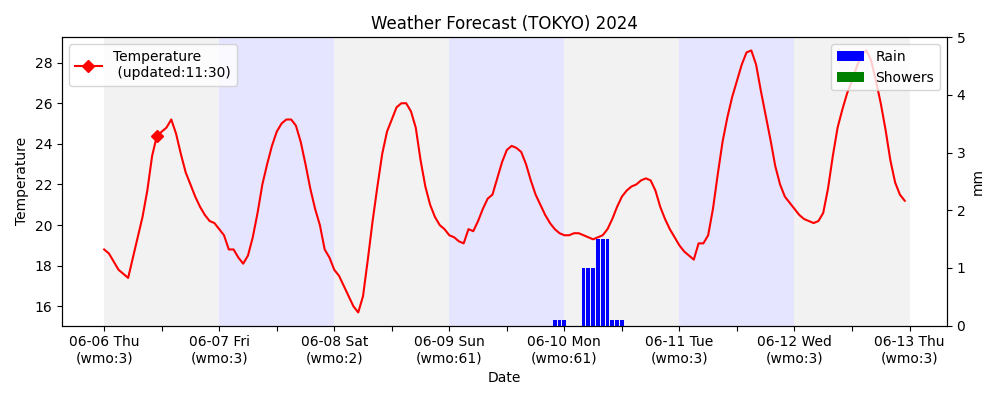 Weather Forecast (TOKYO) 2024
Temperature
(updated:11:30)
Rain
Showers
Temperature
28
26
24
22
20
18
16
5
4
3
2
1
0
mm
06-06 Thu
(wmo:3)
06-07 Fri
(wmo:3)
06-08 Sat
(wmo:2)
06-09 Sun
(wmo:61)
06-10 Mon
(wmo:61)
06-11 Tue
(wmo:3)
06-12 Wed
(wmo:3)
06-13 Thu
(wmo:3)
Date